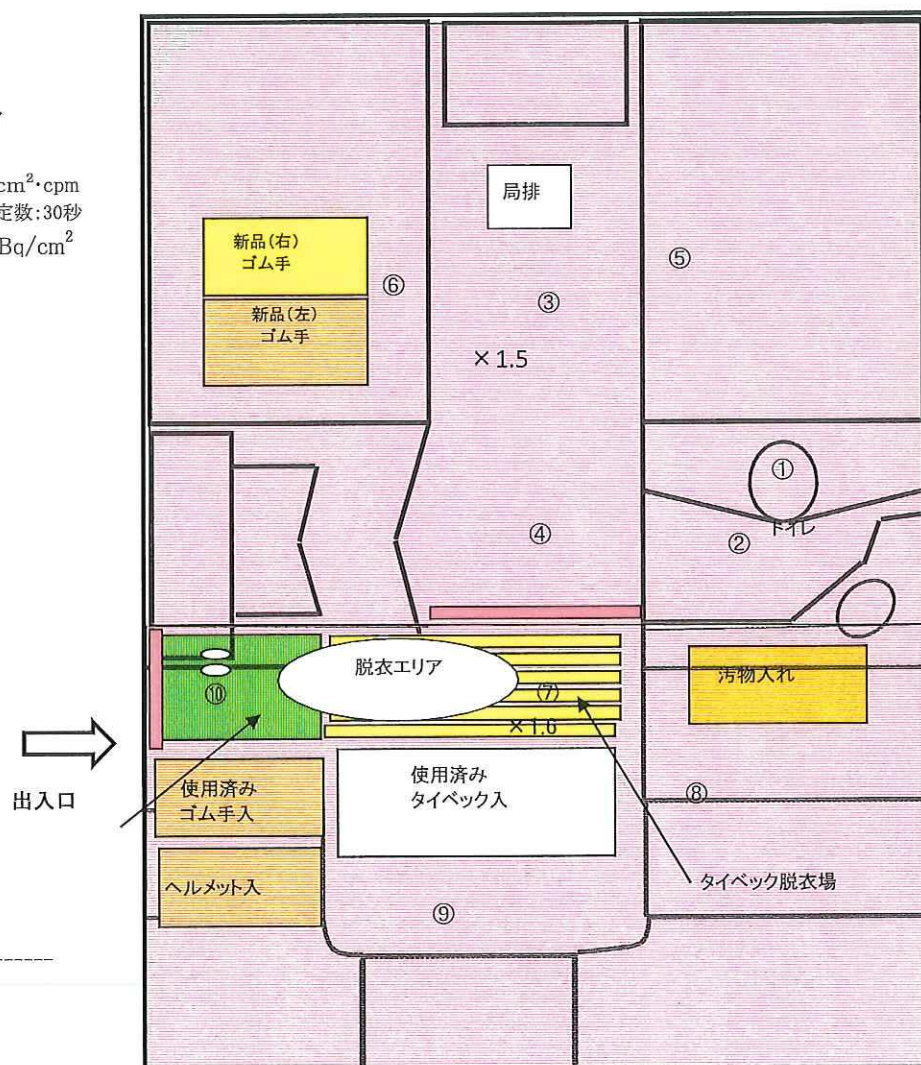 cm²・cpm
定数:30秒
Bq/cm²
局排
新品(右)
ゴム手
新品(左)
ゴム手
⑥
③
⑤
×1.5
①
トイレ
②
④
脱衣エリア
⑩
(7)
×1.6
汚物入れ
出入口
使用済み
ゴム手入
使用済み
タイベック入
⑧
ヘルメット入
タイベック脱衣場
⑨